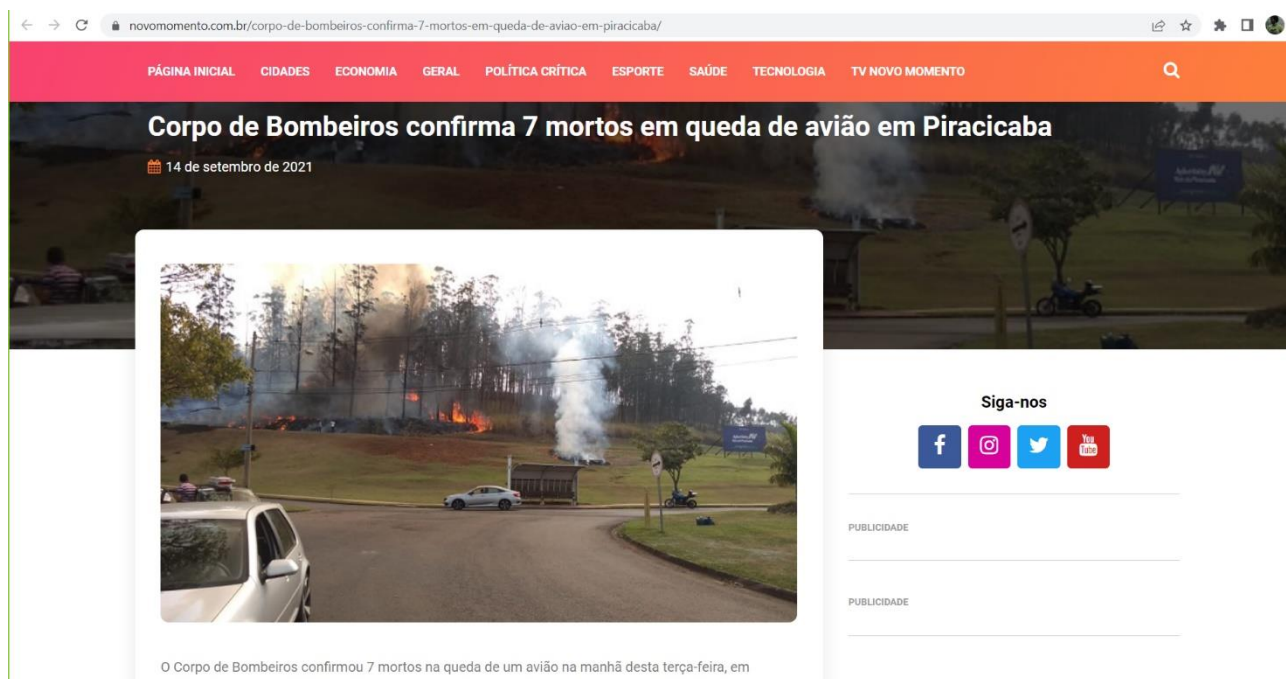 novomomento.com.br/corpo-de-bombeiros-confirma-7-mortos-em-queda-de-aviao-em-piracicaba/
PÁGINA INICIAL CIDADES ECONOMIA GERAL POLÍTICA CRÍTICA ESPORTE SAÚDE TECNOLOGIA TV NOVO MOMENTO
Corpo de Bombeiros confirma 7 mortos em queda de avião em Piracicaba
14 de setembro de 2021
Siga-nos
You
Tube
PUBLICIDADE
PUBLICIDADE
O Corpo de Bombeiros confirmou 7 mortos na queda de um avião na manhã desta terça-feira, em